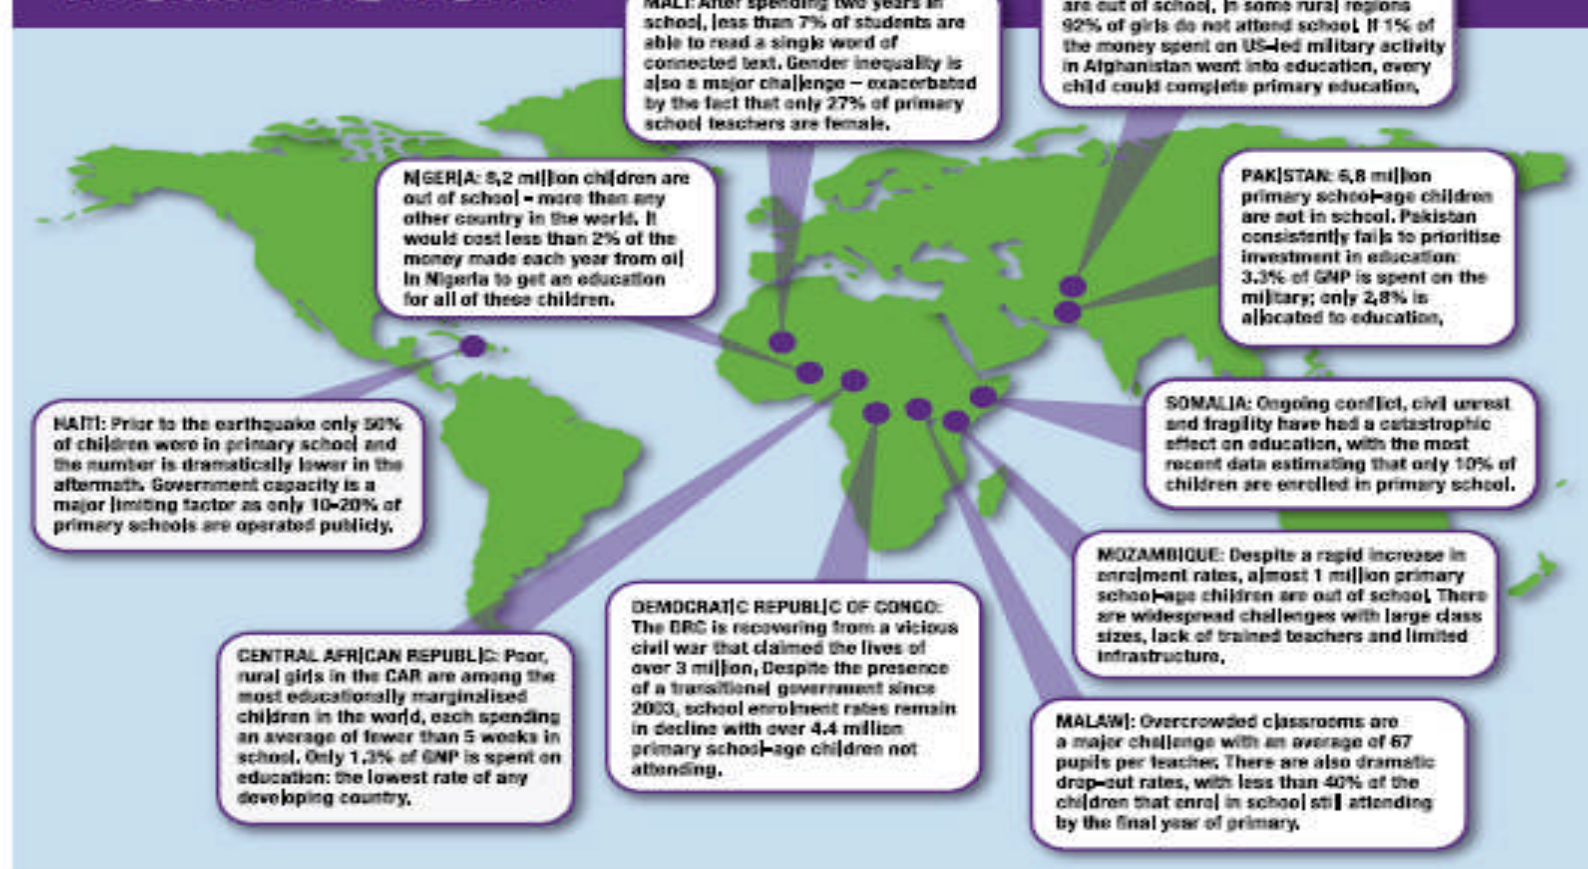 MALI: After spending two years in
school, less than 7% of students are
able to read a single word of
connected text. Gender inequality is
also a major challenge – exacerbated
by the fact that only 27% of primary
school teachers are female.
are out of school. In some rural regions
92% of girls do not attend school. If 1% of
the money spent on US-led military activity
in Afghanistan went into education, every
child could complete primary education.
NIGERIA: 8.2 million children are
out of school – more than any
other country in the world. It
would cost less than 2% of the
money made each year from oil
in Nigeria to get an education
for all of these children.
PAKISTAN: 6.8 million
primary school-age children
are not in school. Pakistan
consistently fails to prioritise
investment in education:
3.3% of GNP is spent on the
military; only 2.8% is
allocated to education.
HAITI: Prior to the earthquake only 50%
of children were in primary school and
the number is dramatically lower in the
aftermath. Government capacity is a
major limiting factor as only 10-20% of
primary schools are operated publicly.
SOMALIA: Ongoing conflict, civil unrest
and fragility have had a catastrophic
effect on education, with the most
recent data estimating that only 10% of
children are enrolled in primary school.
MOZAMBIQUE: Despite a rapid increase in
enrolment rates, almost 1 million primary
school-age children are out of school. There
are widespread challenges with large class
sizes, lack of trained teachers and limited
infrastructure.
DEMOCRATIC REPUBLIC OF CONGO:
The DRC is recovering from a vicious
civil war that claimed the lives of
over 3 million. Despite the presence
of a transitional government since
2003, school enrolment rates remain
in decline with over 4.4 million
primary school-age children not
attending.
CENTRAL AFRICAN REPUBLIC: Poor,
rural girls in the CAR are among the
most educationally marginalised
children in the world, each spending
an average of fewer than 5 weeks in
school. Only 1.3% of GNP is spent on
education: the lowest rate of any
developing country.
MALAWI: Overcrowded classrooms are
a major challenge with an average of 67
pupils per teacher. There are also dramatic
drop-out rates, with less than 40% of the
children that enrol in school still attending
by the final year of primary.